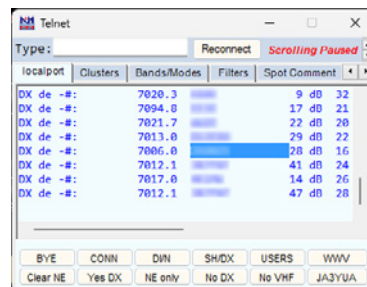 Telnet
Type: Reconnect Scrolling Paused
localport Clusters Bands/Modes Filters Spot Comment
DX de -#: 7020.3 9 dB 32
DX de -#: 7094.8 17 dB 21
DX de -#: 7021.7 22 dB 20
DX de -#: 7013.0 29 dB 22
DX de -#: 7006.0 28 dB 16
DX de -#: 7012.1 41 dB 24
DX de -#: 7017.0 14 dB 26
DX de -#: 7012.1 47 dB 28
BYE CONN DI/N SH/DX USERS WWV
Clear NE Yes DX NE only No DX No VHF JA3YUA